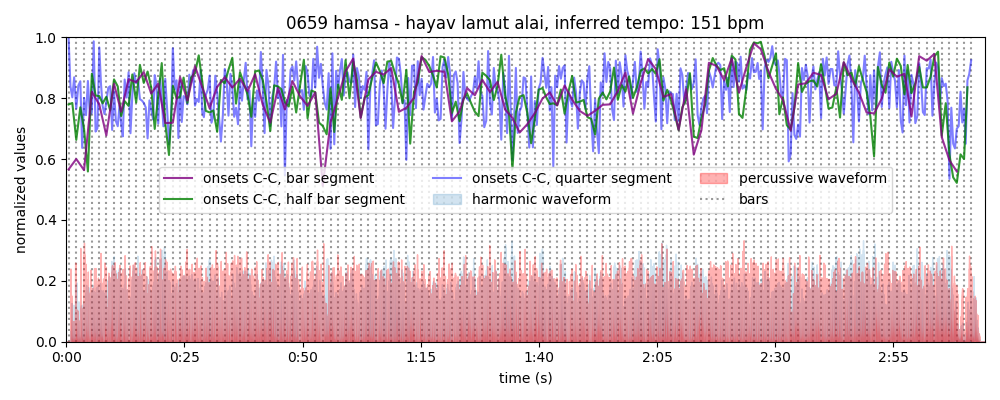 0659 hamsa - hayav lamut alai, inferred tempo: 151 bpm
normalized values
1.0
0.8
0.6
0.4
0.2
0.0
onsets C-C, bar segment
onsets C-C, half bar segment
onsets C-C, quarter segment
harmonic waveform
percussive waveform
bars
0:00 0:25 0:50 1:15 1:40 2:05 2:30 2:55
time (s)